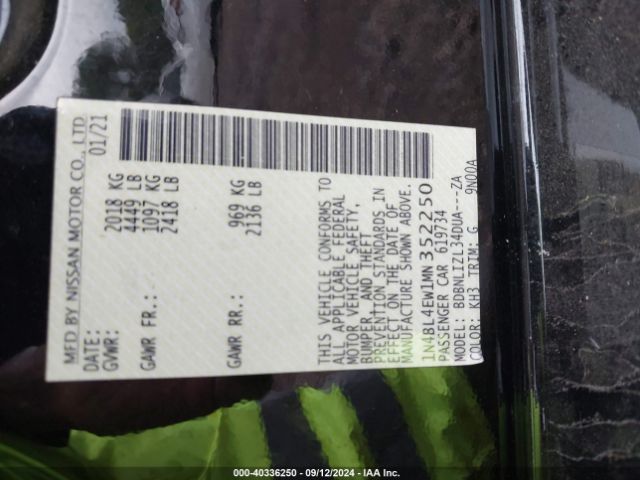 MFD BY NISSAN MOTOR CO., LTD
DATE: 01/21
GVWR: 2018 KG
4449 LB
GAWR FR.: 1097 KG
2418 LB
GAWR RR.: 969 KG
2136 LB
THIS VEHICLE CONFORMS TO
ALL APPLICABLE FEDERAL
MOTOR VEHICLE SAFETY,
BUMPER, AND THEFT
PREVENTION STANDARDS IN
EFFECT ON THE DATE OF
MANUFACTURE SHOWN ABOVE.
1N4BL4EW1MN352250
PASSENGER CAR 619734
MODEL: BDBNLIZL34DUA---ZA
COLOR: KH3 TRIM: G 9N00A
000-40336250 - 09/12/2024 - IAA Inc.